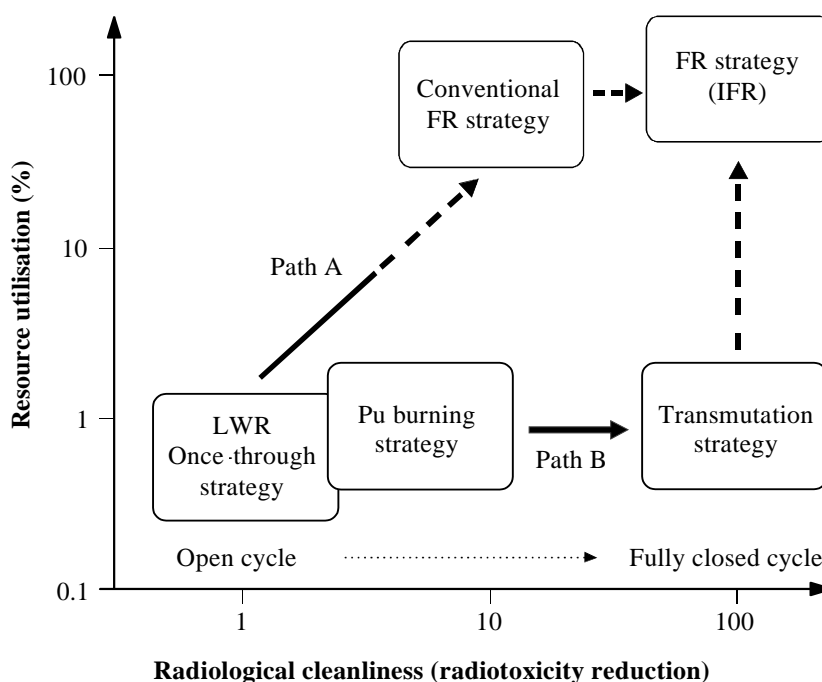 100
Conventional
FR strategy
FR strategy
(IFR)
Resource utilisation (%)
10
Path A
1
LWR
Once-through
strategy
Pu burning
strategy
Path B
Transmutation
strategy
Open cycle
Fully closed cycle
0.1
1
10
100
Radiological cleanliness (radiotoxicity reduction)